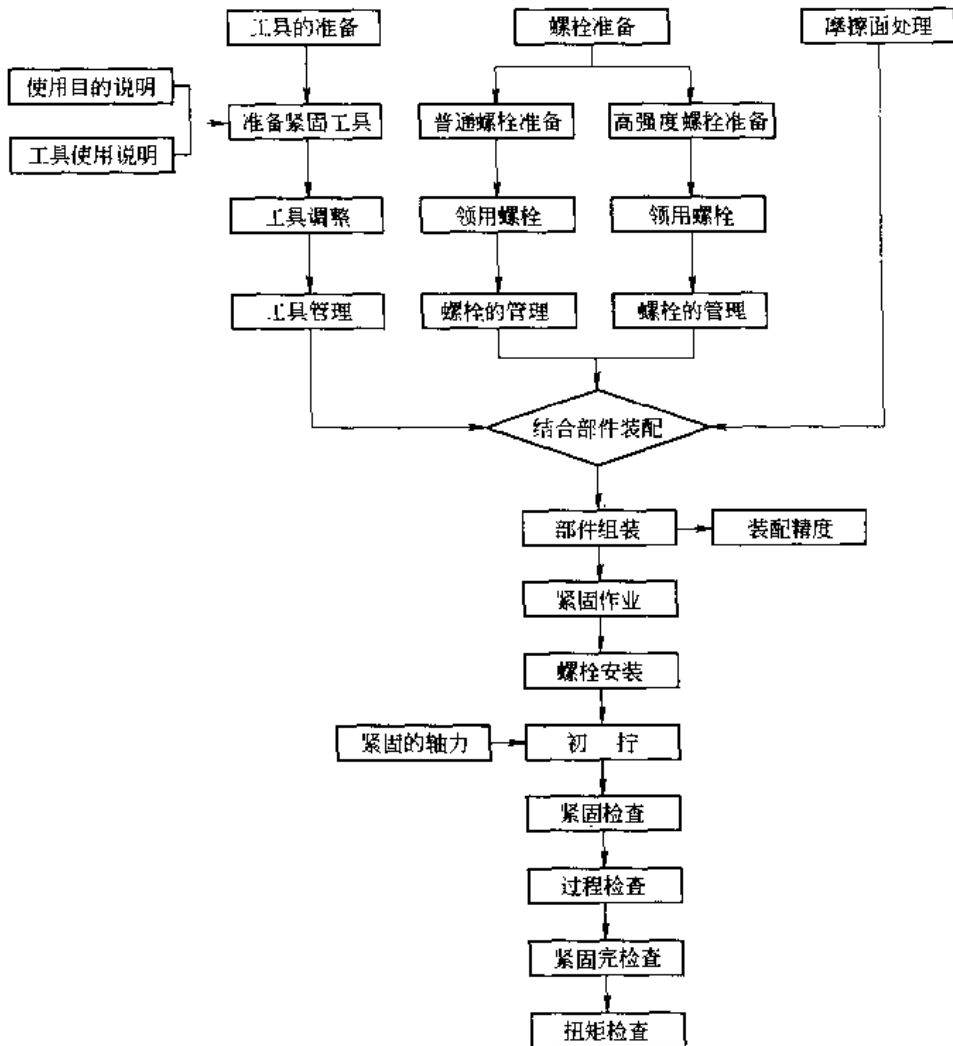 工具的准备
螺栓准备
摩擦面处理
使用目的说明
工具使用说明
准备紧固工具
普通螺栓准备
高强度螺栓准备
工具调整
领用螺栓
领用螺栓
工具管理
螺栓的管理
螺栓的管理
结合部件装配
部件组装
装配精度
紧固作业
螺栓安装
紧固的轴力
初 拧
紧固检查
过程检查
紧固完检查
扭矩检查